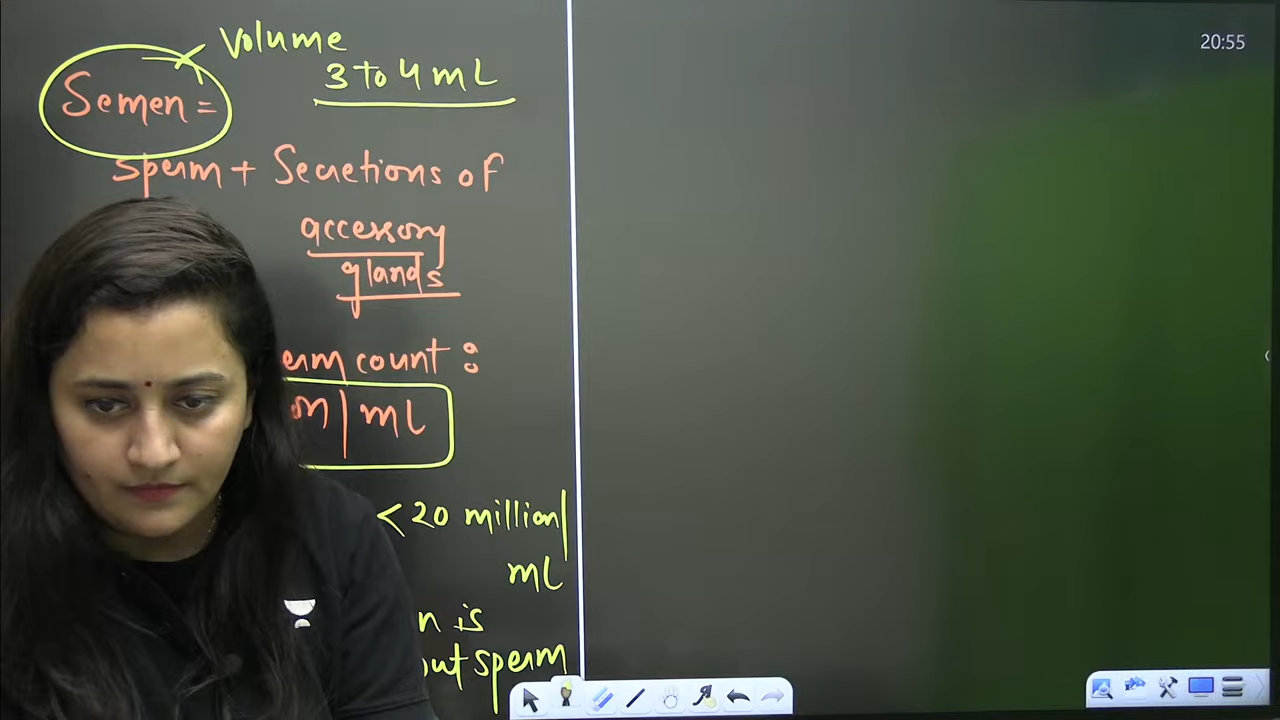 Volume
3 to 4 mL
Semen =
sperm + Secretions of
accessory
glands
erm count :
on | mL
< 20 million/
mL
n is
out sperm
20:55